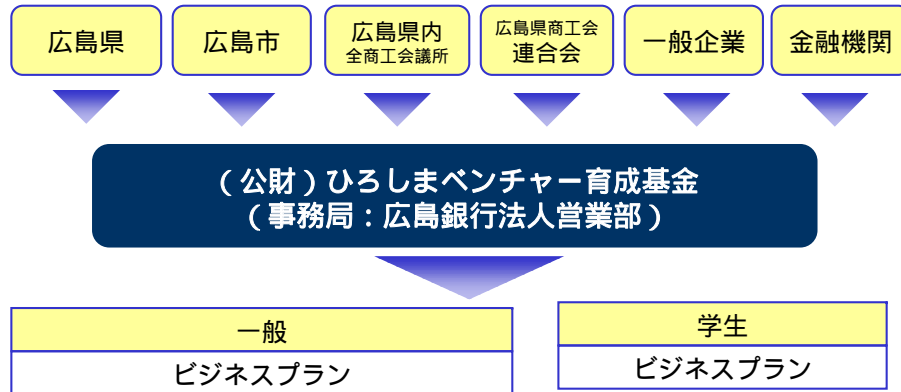 広島県
広島市
広島県内
全商工会議所
広島県商工会
連合会
一般企業
金融機関
（公財）ひろしまベンチャー育成基金
（事務局：広島銀行法人営業部）
一般
ビジネスプラン
学生
ビジネスプラン